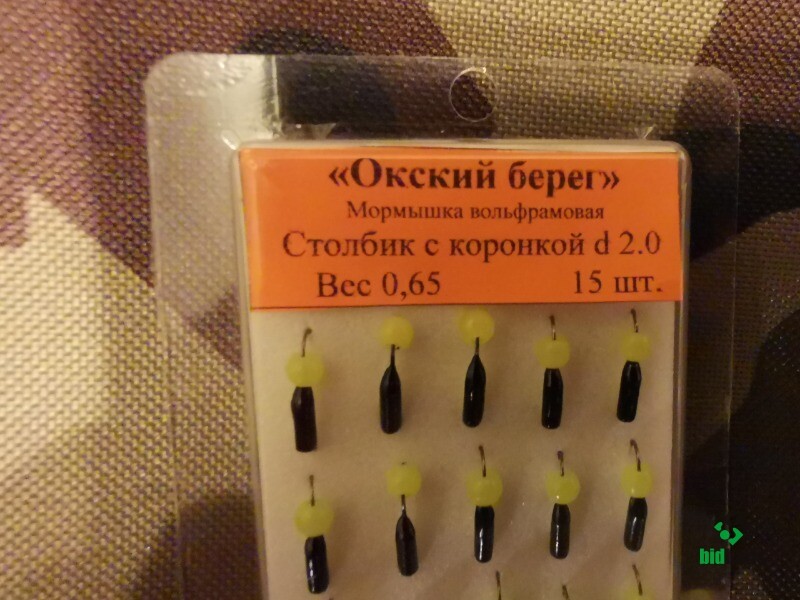 «Окский берег»
Мормышка вольфрамовая
Столбик с коронкой d 2.0
Вес 0,65 15 шт.
bid